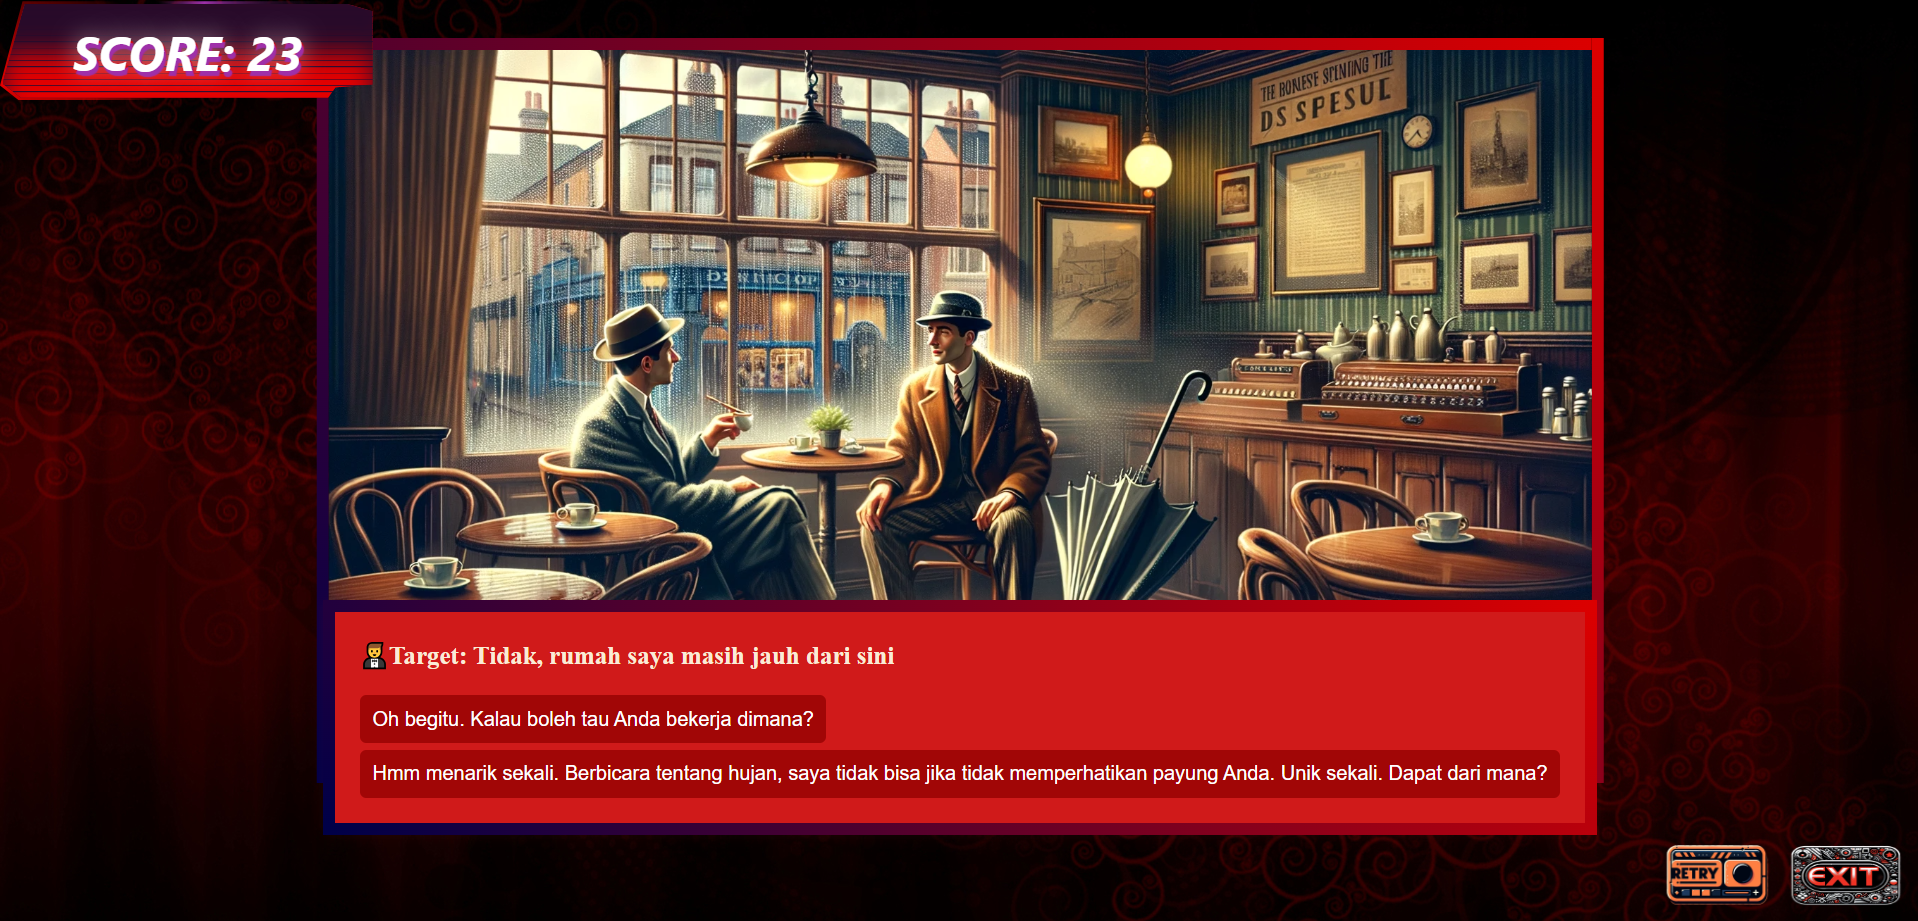 SCORE: 23
THE BONESE SPENDING THE
DS SPESUL
Target: Tidak, rumah saya masih jauh dari sini
Oh begitu. Kalau boleh tau Anda bekerja dimana?
Hmm menarik sekali. Berbicara tentang hujan, saya tidak bisa jika tidak memperhatikan payung Anda. Unik sekali. Dapat dari mana?
RETRY
EXIT